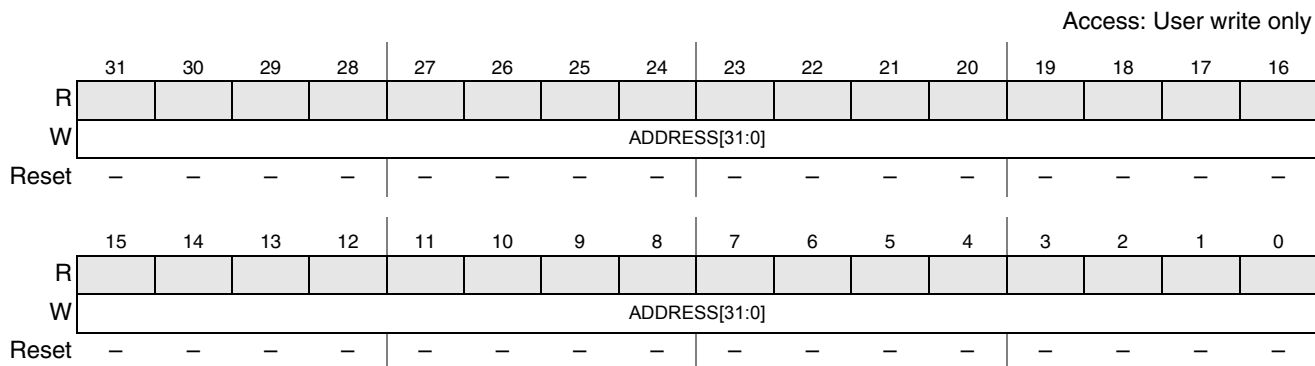 Access: User write only
31 30 29 28 27 26 25 24 23 22 21 20 19 18 17 16
R
W ADDRESS[31:0]
Reset – – – – – – – – – – – – – – – –
15 14 13 12 11 10 9 8 7 6 5 4 3 2 1 0
R
W ADDRESS[31:0]
Reset – – – – – – – – – – – – – – – –